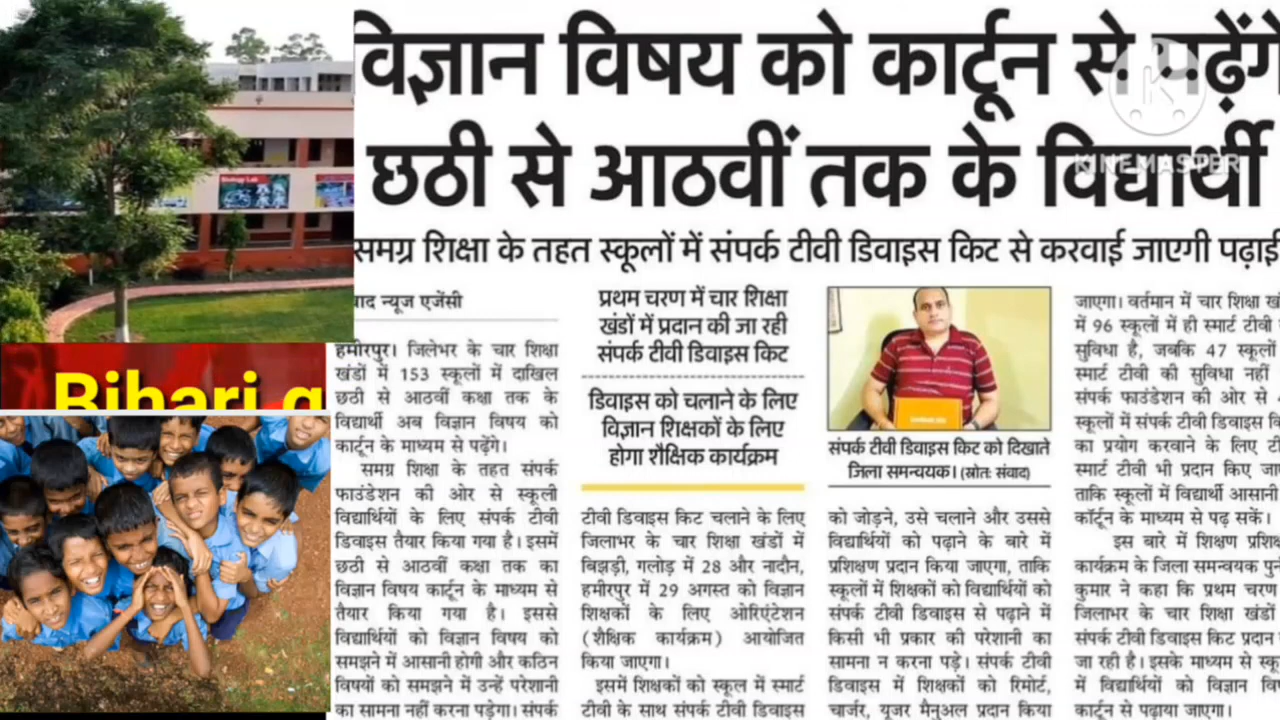 विज्ञान विषय को कार्टून से पढ़ेंगे
छठी से आठवीं तक के विद्यार्थी
KINEMASTER
समग्र शिक्षा के तहत स्कूलों में संपर्क टीवी डिवाइस किट से करवाई जाएगी पढ़ाई
Biology Lab
न्यूज एजेंसी
हमीरपुर। जिलेभर के चार शिक्षा
खंडों में 153 स्कूलों में दाखिल
छठी से आठवीं कक्षा तक के
विद्यार्थी अब विज्ञान विषय को
कार्टून के माध्यम से पढ़ेंगे।
समग्र शिक्षा के तहत संपर्क
फाउंडेशन की ओर से स्कूली
विद्यार्थियों के लिए संपर्क टीवी
डिवाइस तैयार किया गया है। इसमें
छठी से आठवीं कक्षा तक का
विज्ञान विषय कार्टून के माध्यम से
तैयार किया गया है। इससे
विद्यार्थियों को विज्ञान विषय को
समझने में आसानी होगी और कठिन
विषयों को समझने में उन्हें परेशानी
का सामना नहीं करना पड़ेगा। संपर्क
प्रथम चरण में चार शिक्षा
खंडों में प्रदान की जा रही
संपर्क टीवी डिवाइस किट
डिवाइस को चलाने के लिए
विज्ञान शिक्षकों के लिए
होगा शैक्षिक कार्यक्रम
टीवी डिवाइस किट चलाने के लिए
जिलाभर के चार शिक्षा खंडों में
बिझड़ी, गलोड़ में 28 और नादौन,
हमीरपुर में 29 अगस्त को विज्ञान
शिक्षकों के लिए ओरिएंटेशन
(शैक्षिक कार्यक्रम) आयोजित
किया जाएगा।
इसमें शिक्षकों को स्कूल में स्मार्ट
टीवी के साथ संपर्क टीवी डिवाइस
संपर्क टीवी डिवाइस किट को दिखाते
जिला समन्वयक। (स्रोत: संवाद)
को जोड़ने, उसे चलाने और उससे
विद्यार्थियों को पढ़ाने के बारे में
प्रशिक्षण प्रदान किया जाएगा, ताकि
स्कूलों में शिक्षकों को विद्यार्थियों को
संपर्क टीवी डिवाइस से पढ़ाने में
किसी भी प्रकार की परेशानी का
सामना न करना पड़े। संपर्क टीवी
डिवाइस में शिक्षकों को रिमोर्ट,
चार्जर, यूजर मैनुअल प्रदान किया
जाएगा। वर्तमान में चार शिक्षा
में 96 स्कूलों में ही स्मार्ट टीवी
सुविधा है, जबकि 47 स्कूलों
स्मार्ट टीवी की सुविधा नहीं
संपर्क फाउंडेशन की ओर से
स्कूलों में संपर्क टीवी डिवाइस
का प्रयोग करवाने के लिए
स्मार्ट टीवी भी प्रदान किए
ताकि स्कूलों में विद्यार्थी आसानी
कॉर्टून के माध्यम से पढ़ सकें।
इस बारे में शिक्षण
कार्यक्रम के जिला समन्वयक
कुमार ने कहा कि प्रथम चरण
जिलाभर के चार शिक्षा खंडों
संपर्क टीवी डिवाइस किट प्रदान
जा रही है। इसके माध्यम से
में विद्यार्थियों को विज्ञान
कार्टून से पढ़ाया जाएगा।
Bihari